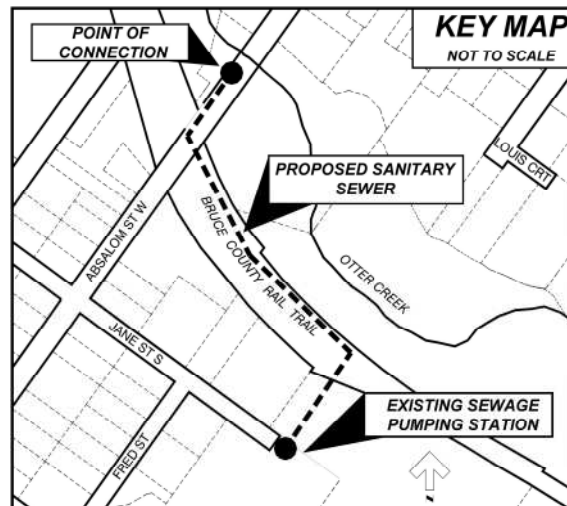 POINT OF
CONNECTION
KEY MAP
NOT TO SCALE
LOUIS CRT
PROPOSED SANITARY
SEWER
ABSALOM ST W
BRUCE COUNTY RAIL TRAIL
OTTER CREEK
JANE ST S
EXISTING SEWAGE
PUMPING STATION
FRED ST